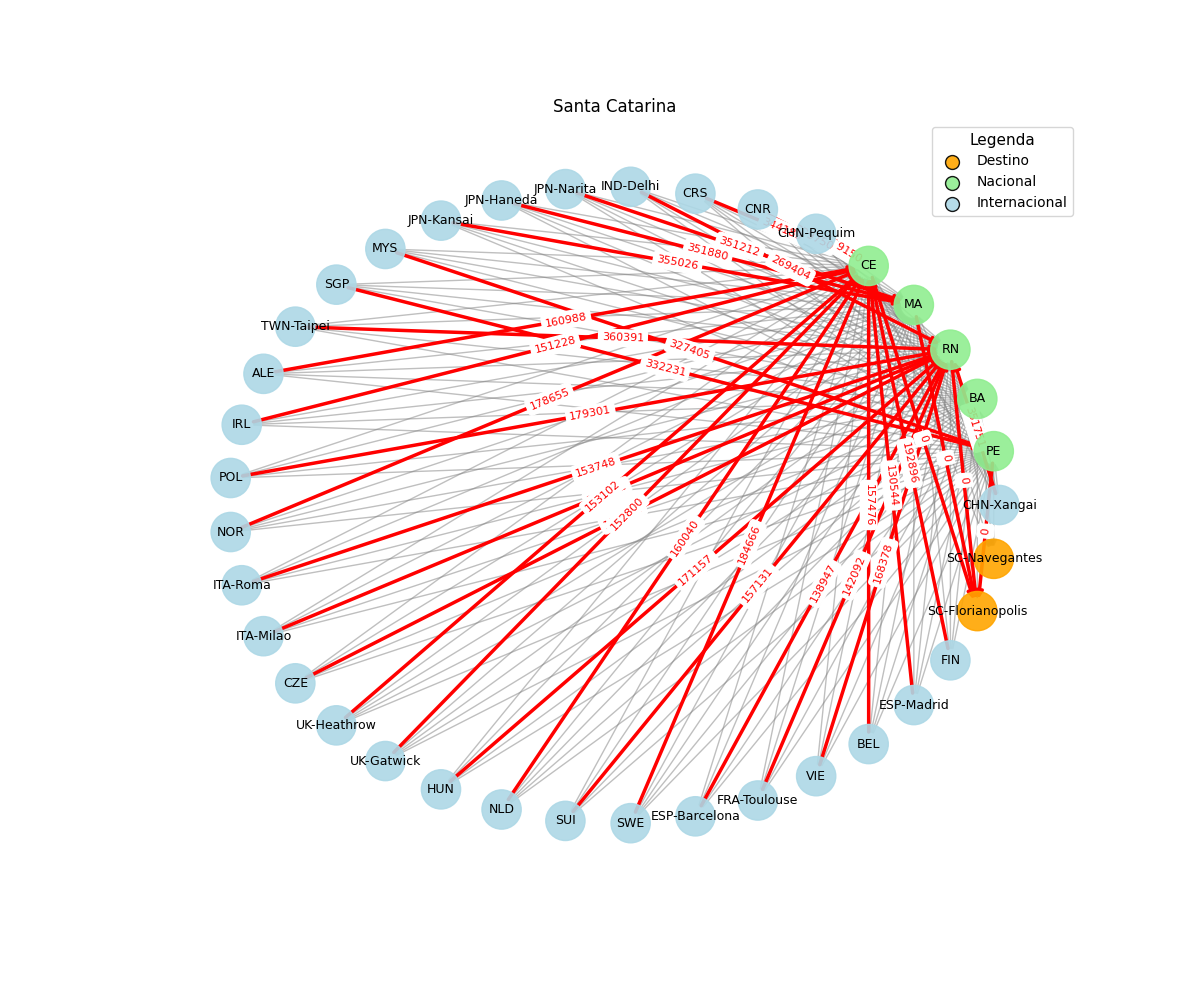 Santa Catarina
Legenda
Destino
Nacional
Internacional
IND-Delhi
JPN-Narita
CRS
JPN-Haneda
CNR
JPN-Kansai
CHN-Pequim
MYS
CE
SGP
MA
TWN-Taipei
RN
ALE
BA
IRL
PE
POL
CHN-Xangai
NOR
SC-Navegantes
ITA-Roma
SC-Florianopolis
ITA-Milao
FIN
CZE
ESP-Madrid
UK-Heathrow
BEL
UK-Gatwick
VIE
HUN
FRA-Toulouse
NLD
ESP-Barcelona
SUI
SWE
351212
351880
355026
269404
160988
151228
360391
327405
332231
178655
179301
153748
153102
152800
160040
171157
184666
157131
138947
142092
168378
157476
130544
192896
0
0
0
0